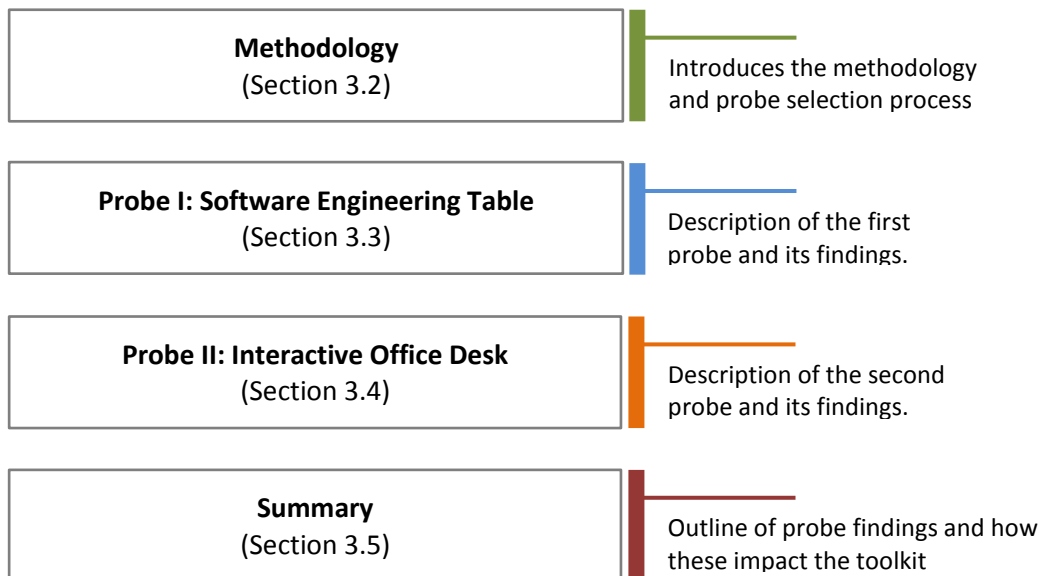 Methodology
(Section 3.2)
Introduces the methodology
and probe selection process
Probe I: Software Engineering Table
(Section 3.3)
Description of the first
probe and its findings.
Probe II: Interactive Office Desk
(Section 3.4)
Description of the second
probe and its findings.
Summary
(Section 3.5)
Outline of probe findings and how
these impact the toolkit